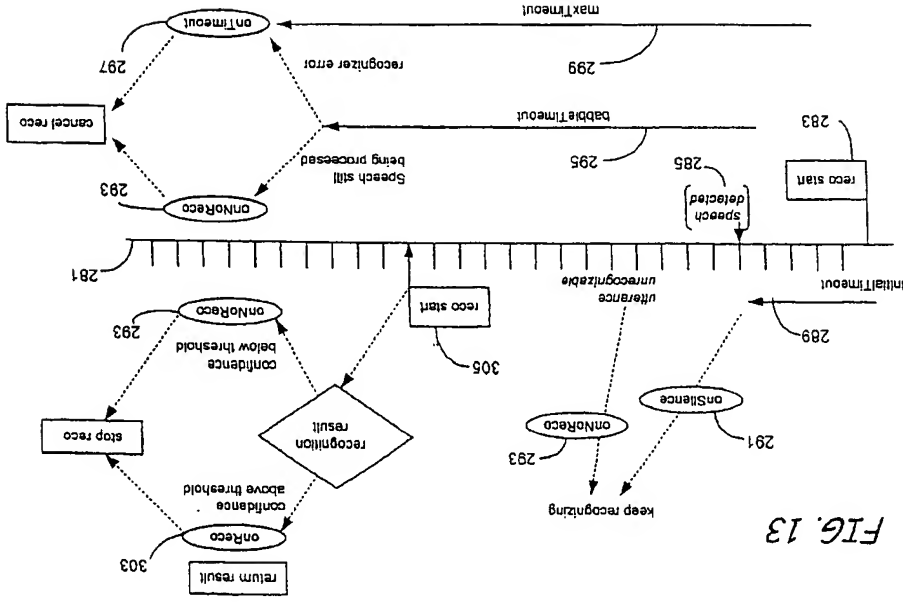 FIG. 13
return result
onReco
303
keep recognizing
confidence
above threshold
291
onSilence
293
onNoReco
recognition
result
stop reco
289
305
confidence
below threshold
293
onNoReco
initialTimeout
utterance
unrecognizable
reco start
281
reco start
283
speech
detected
285
onNoReco
293
Speech still
being processed
295
babbleTimeout
cancel reco
299
recognizer error
297
maxTimeout
onTimeout